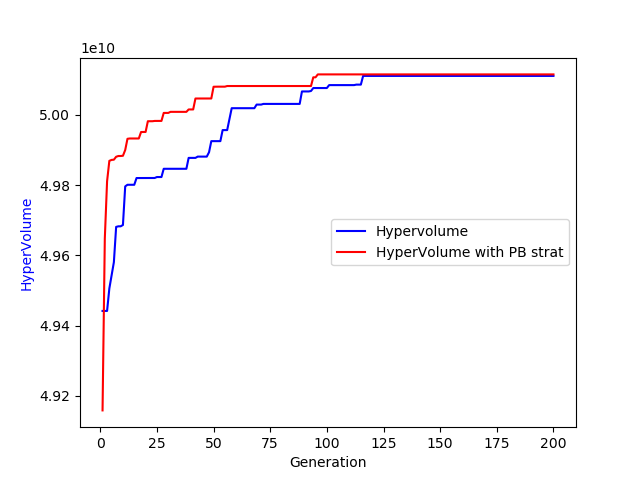 1e10
5.00
4.98
4.96
4.94
4.92
HyperVolume
Hypervolume
HyperVolume with PB strat
0 25 50 75 100 125 150 175 200
Generation